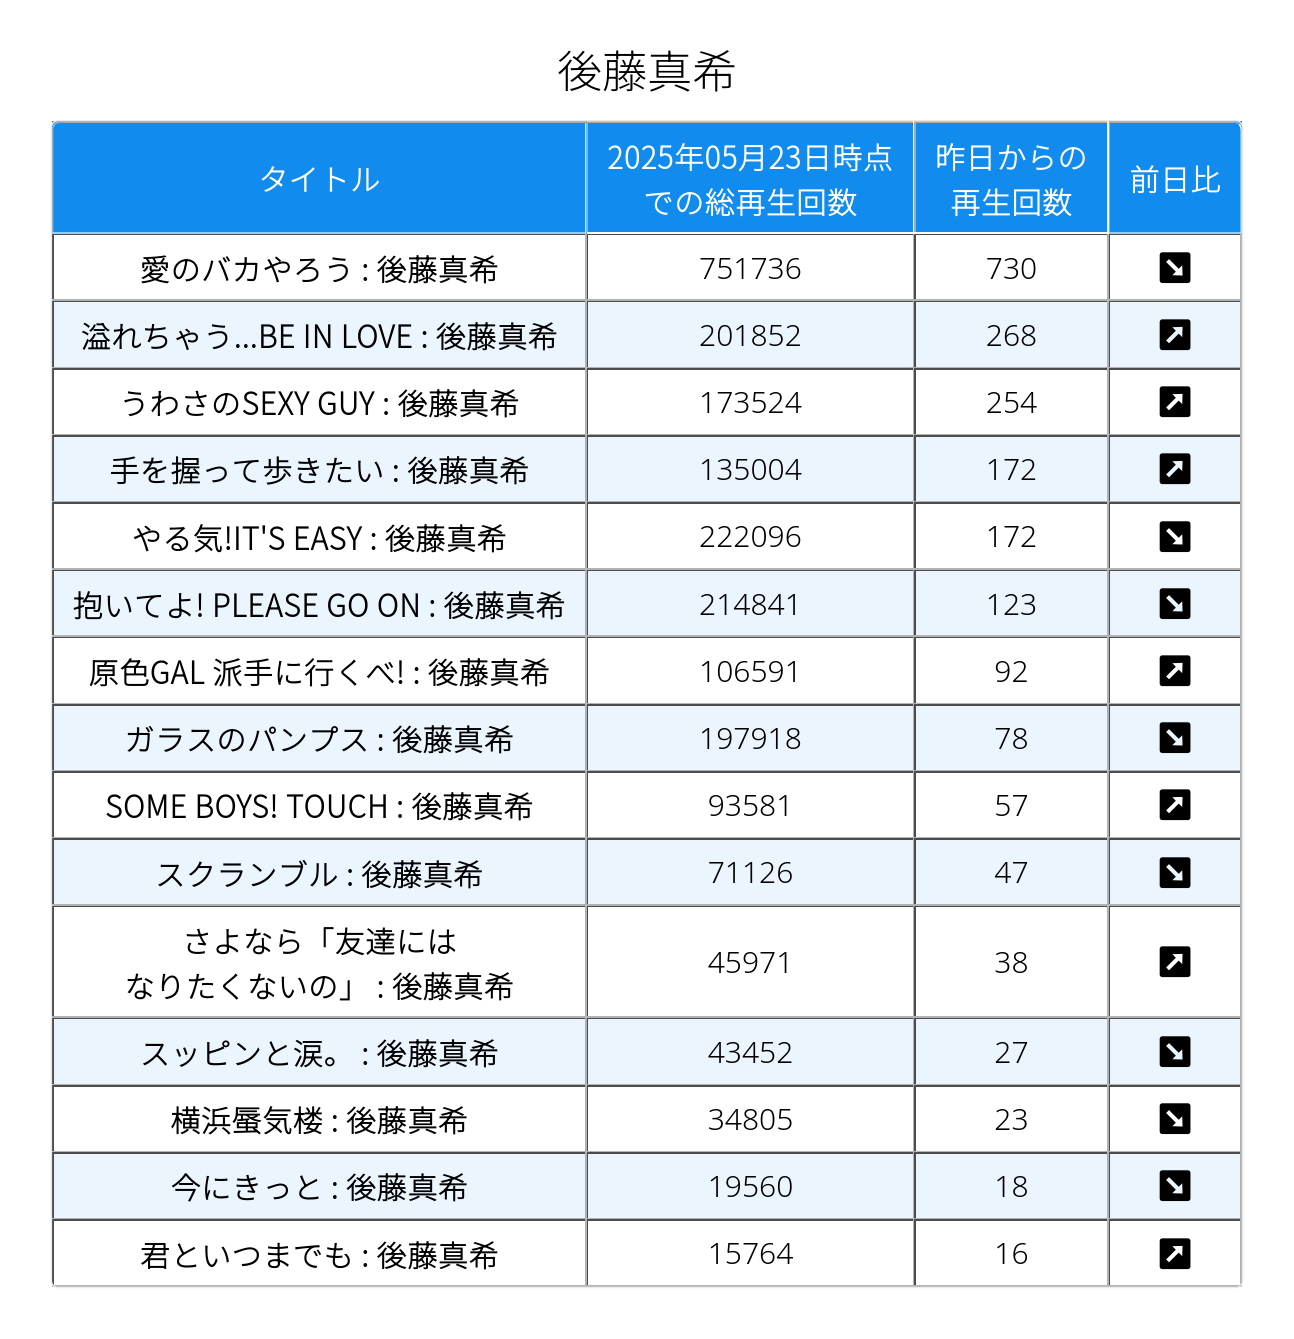 後藤真希
タイトル
2025年05月23日時点
での総再生回数
昨日からの
再生回数
前日比
愛のバカやろう : 後藤真希 751736 730 ↘
溢れちゃう...BE IN LOVE : 後藤真希 201852 268 ↗
うわさのSEXY GUY : 後藤真希 173524 254 ↗
手を握って歩きたい : 後藤真希 135004 172 ↗
やる気!IT'S EASY : 後藤真希 222096 172 ↘
抱いてよ! PLEASE GO ON : 後藤真希 214841 123 ↘
原色GAL 派手に行くべ! : 後藤真希 106591 92 ↗
ガラスのパンプス : 後藤真希 197918 78 ↘
SOME BOYS! TOUCH : 後藤真希 93581 57 ↗
スクランブル : 後藤真希 71126 47 ↘
さよなら「友達には
なりたくないの」 : 後藤真希 45971 38 ↗
スッピンと涙。 : 後藤真希 43452 27 ↘
横浜蜃気楼 : 後藤真希 34805 23 ↘
今にきっと : 後藤真希 19560 18 ↘
君といつまでも : 後藤真希 15764 16 ↗